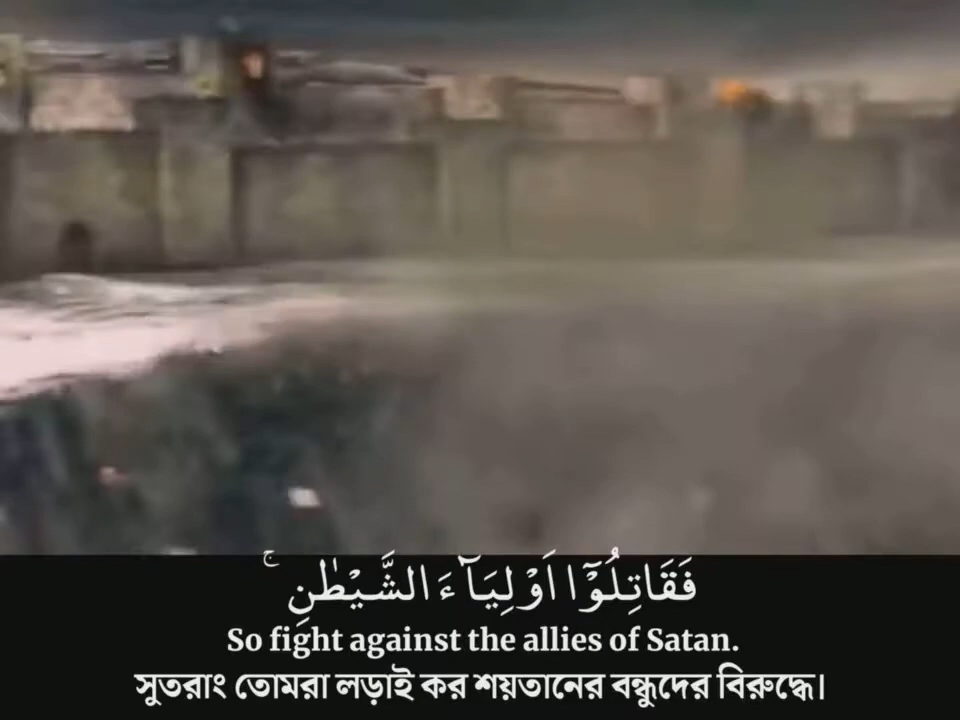 فَقَاتِلُوْٓا اَوْلِيَآءَ الشَّيْطٰنِ ۚ
So fight against the allies of Satan.
সুতরাং তোমরা লড়াই কর শয়তানের বন্ধুদের বিরুদ্ধে।